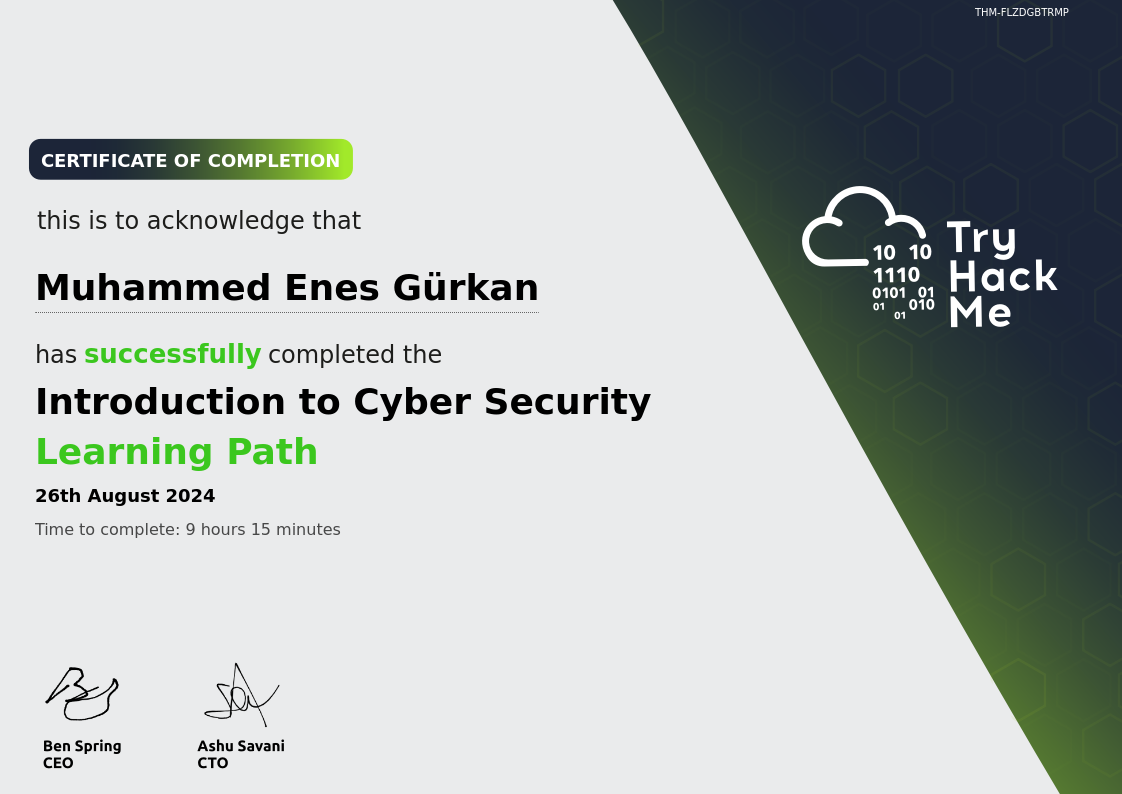 THM-FLZDGBTRMP
CERTIFICATE OF COMPLETION
this is to acknowledge that
Muhammed Enes Gürkan
has successfully completed the
Introduction to Cyber Security
Learning Path
26th August 2024
Time to complete: 9 hours 15 minutes
Try
Hack
Me
10 10
1110
0101 01
01 010
01
Ben Spring
CEO
Ashu Savani
CTO